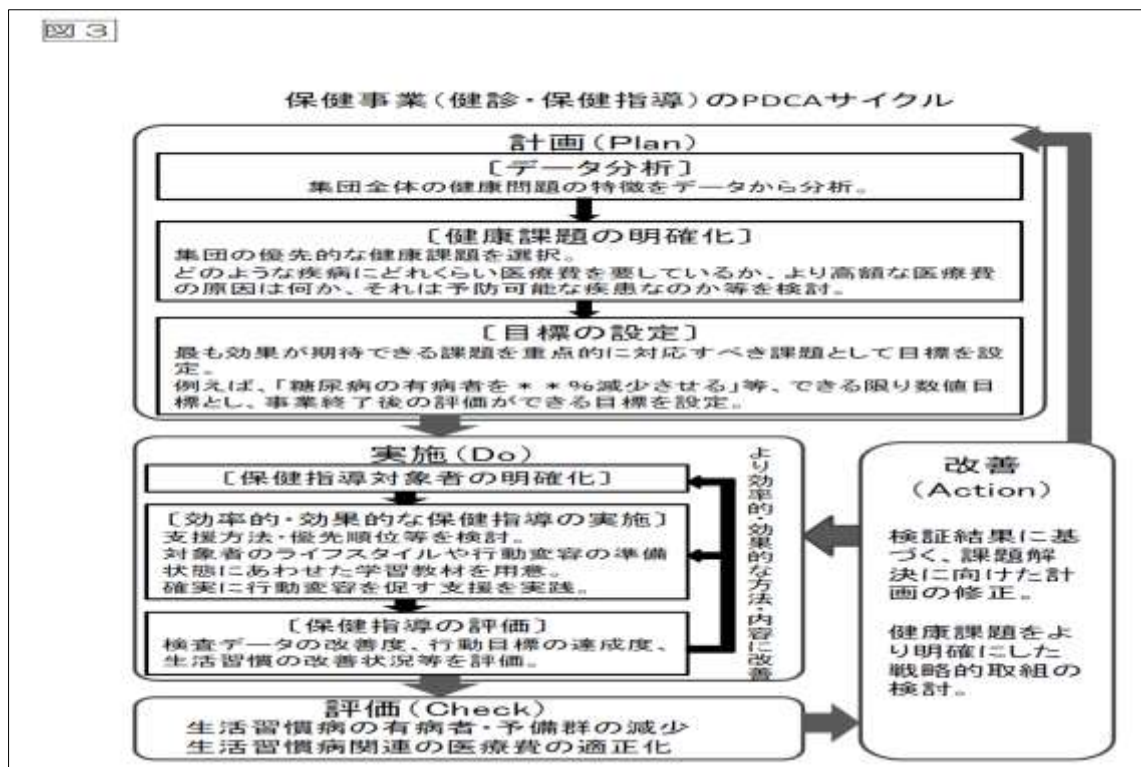 図3
保健事業(健診・保健指導)のPDCAサイクル
計画(Plan)
[データ分析]
集団全体の健康問題の特徴をデータから分析。
[健康課題の明確化]
集団の優先的な健康課題を選択。
どのような疾病にどれくらい医療費を要しているか、より高額な医療費
の原因は何か、それは予防可能な疾患なのか等を検討。
[目標の設定]
最も効果が期待できる課題を重点的に対応すべき課題として目標を設
定。
例えば、「糖尿病の有病者を**%減少させる」等、できる限り数値目
標とし、事業終了後の評価ができる目標を設定。
実施(Do)
[保健指導対象者の明確化]
[効率的・効果的な保健指導の実施]
支援方法・優先順位等を検討。
対象者のライフスタイルや行動変容の準備
状態にあわせた学習教材を用意。
確実に行動変容を促す支援を実践。
[保健指導の評価]
検査データの改善度、行動目標の達成度、
生活習慣の改善状況等を評価。
より効率的・効果的な方法・内容に改善
評価(Check)
生活習慣病の有病者・予備群の減少
生活習慣病関連の医療費の適正化
改善
(Action)
検証結果に基
づく、課題解
決に向けた計
画の修正。
健康課題をよ
り明確にした
戦略的取組の
検討。